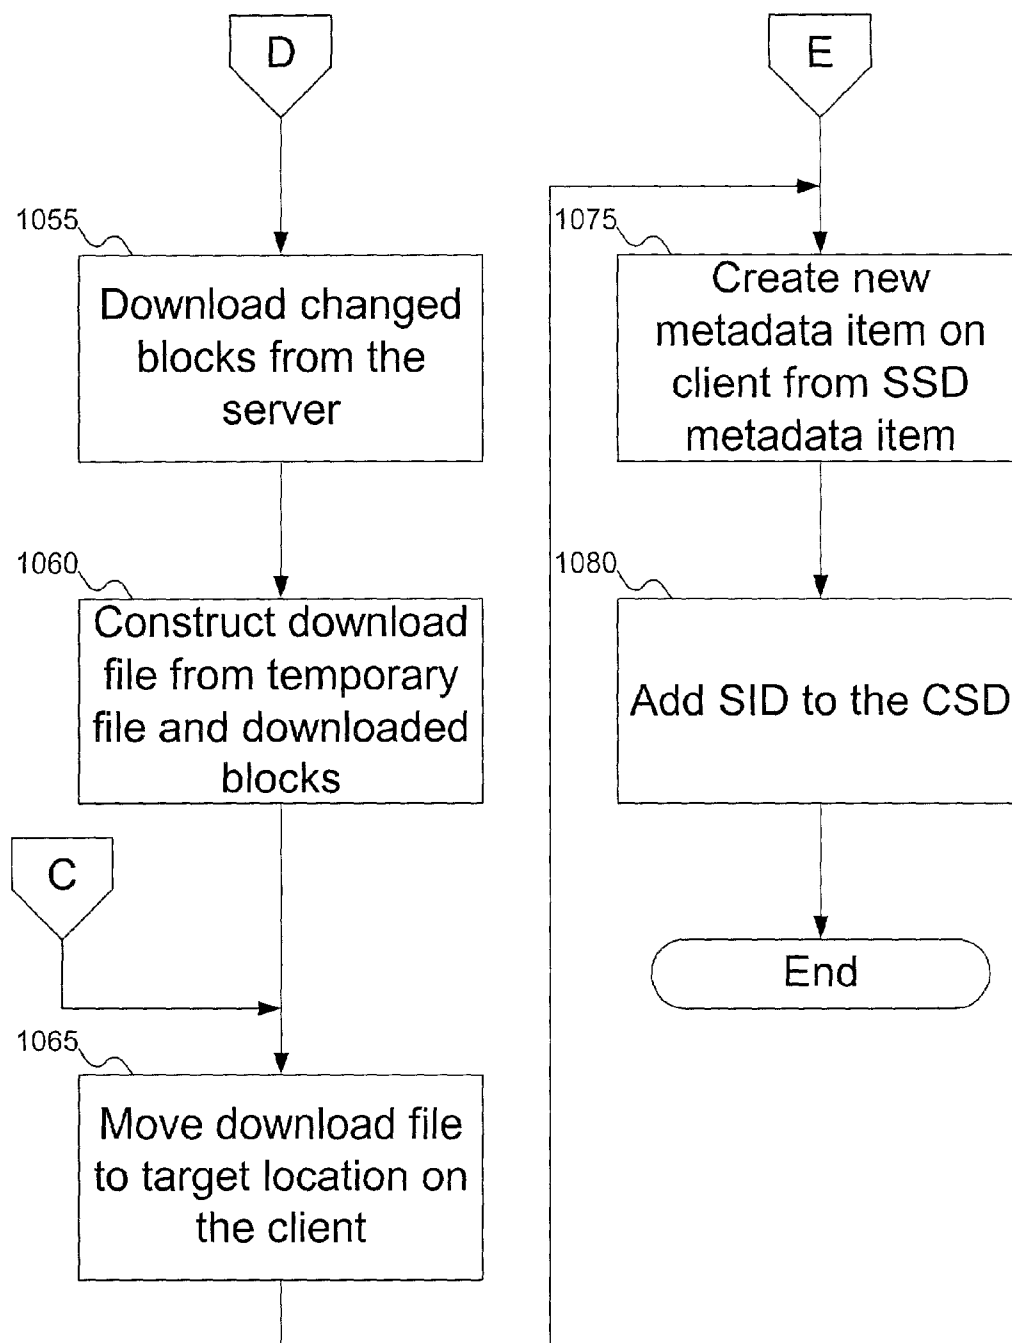 D
1055
Download changed
blocks from the
server
1060
Construct download
file from temporary
file and downloaded
blocks
C
1065
Move download file
to target location on
the client
E
1075
Create new
metadata item on
client from SSD
metadata item
1080
Add SID to the CSD
End